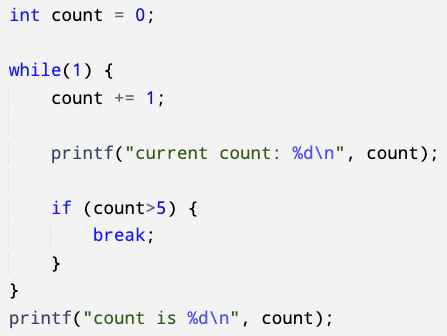 int count = 0;
while(1) {
count += 1;
printf("current count: %d\n", count);
if (count>5) {
break;
}
}
printf("count is %d\n", count);